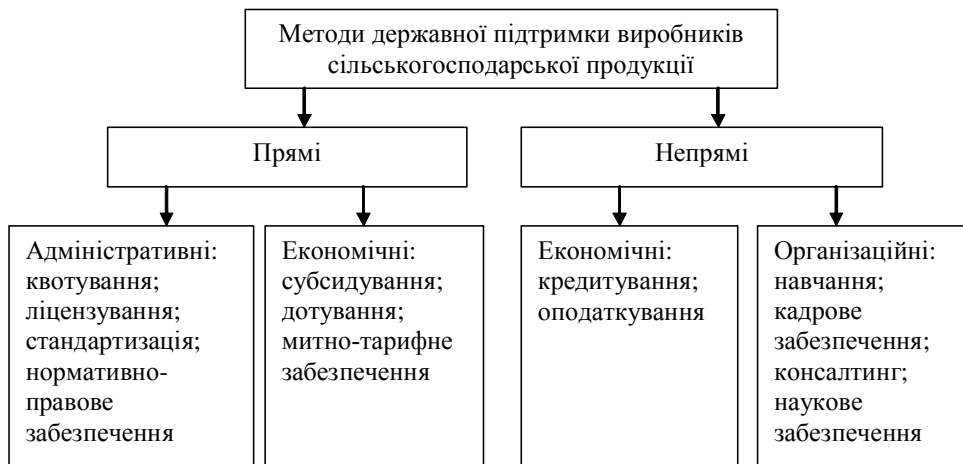 Методи державної підтримки виробників
сільськогосподарської продукції
Прямі
Непрямі
Адміністративні:
квотування;
ліцензування;
стандартизація;
нормативно-
правове
забезпечення
Економічні:
субсидування;
дотування;
митно-тарифне
забезпечення
Економічні:
кредитування;
оподаткування
Організаційні:
навчання;
кадрове
забезпечення;
консалтинг;
наукове
забезпечення